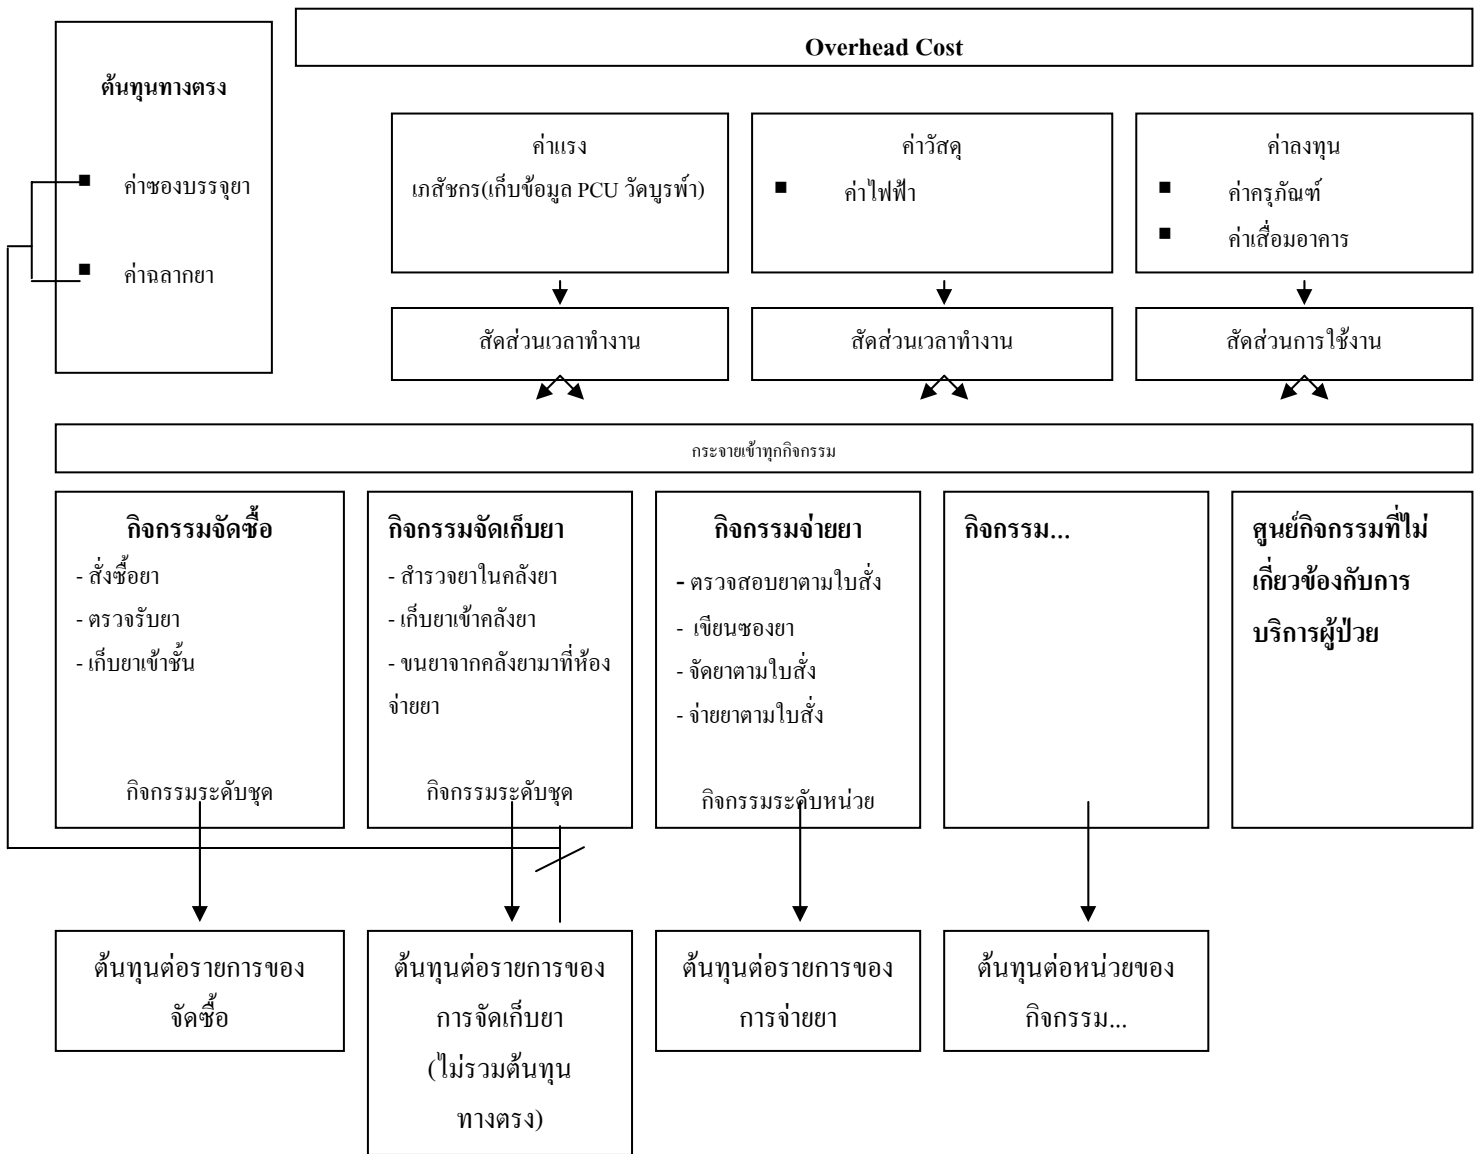 Overhead Cost
ต้นทุนทางตรง
■ ค่าซองบรรจุยา
■ ค่าฉลากยา
ค่าแรง
เภสัชกร(เก็บข้อมูล PCU วัดบูรพ์า)
ค่าวัสดุ
■ ค่าไฟฟ้า
ค่าลงทุน
■ ค่าครุภัณฑ์
■ ค่าเสื่อมอาคาร
สัดส่วนเวลาทำงาน
สัดส่วนเวลาทำงาน
สัดส่วนการใช้งาน
กระจายเข้าทุกกิจกรรม
กิจกรรมจัดซื้อ
- สั่งซื้อยา
- ตรวจรับยา
- เก็บยาเข้าชั้น
กิจกรรมระดับชุด
กิจกรรมจัดเก็บยา
- สำรวจยาในคลังยา
- เก็บยาเข้าคลังยา
- ขนยาจากคลังยามาที่ห้อง
จ่ายยา
กิจกรรมระดับชุด
กิจกรรมจ่ายยา
- ตรวจสอบยาตามใบสั่ง
- เขียนซองยา
- จัดยาตามใบสั่ง
- จ่ายยาตามใบสั่ง
กิจกรรมระดับหน่วย
กิจกรรม...
ศูนย์กิจกรรมที่ไม่
เกี่ยวข้องกับการ
บริการผู้ป่วย
ต้นทุนต่อรายการของ
จัดซื้อ
ต้นทุนต่อรายการของ
การจัดเก็บยา
(ไม่รวมต้นทุน
ทางตรง)
ต้นทุนต่อรายการของ
การจ่ายยา
ต้นทุนต่อหน่วยของ
กิจกรรม...